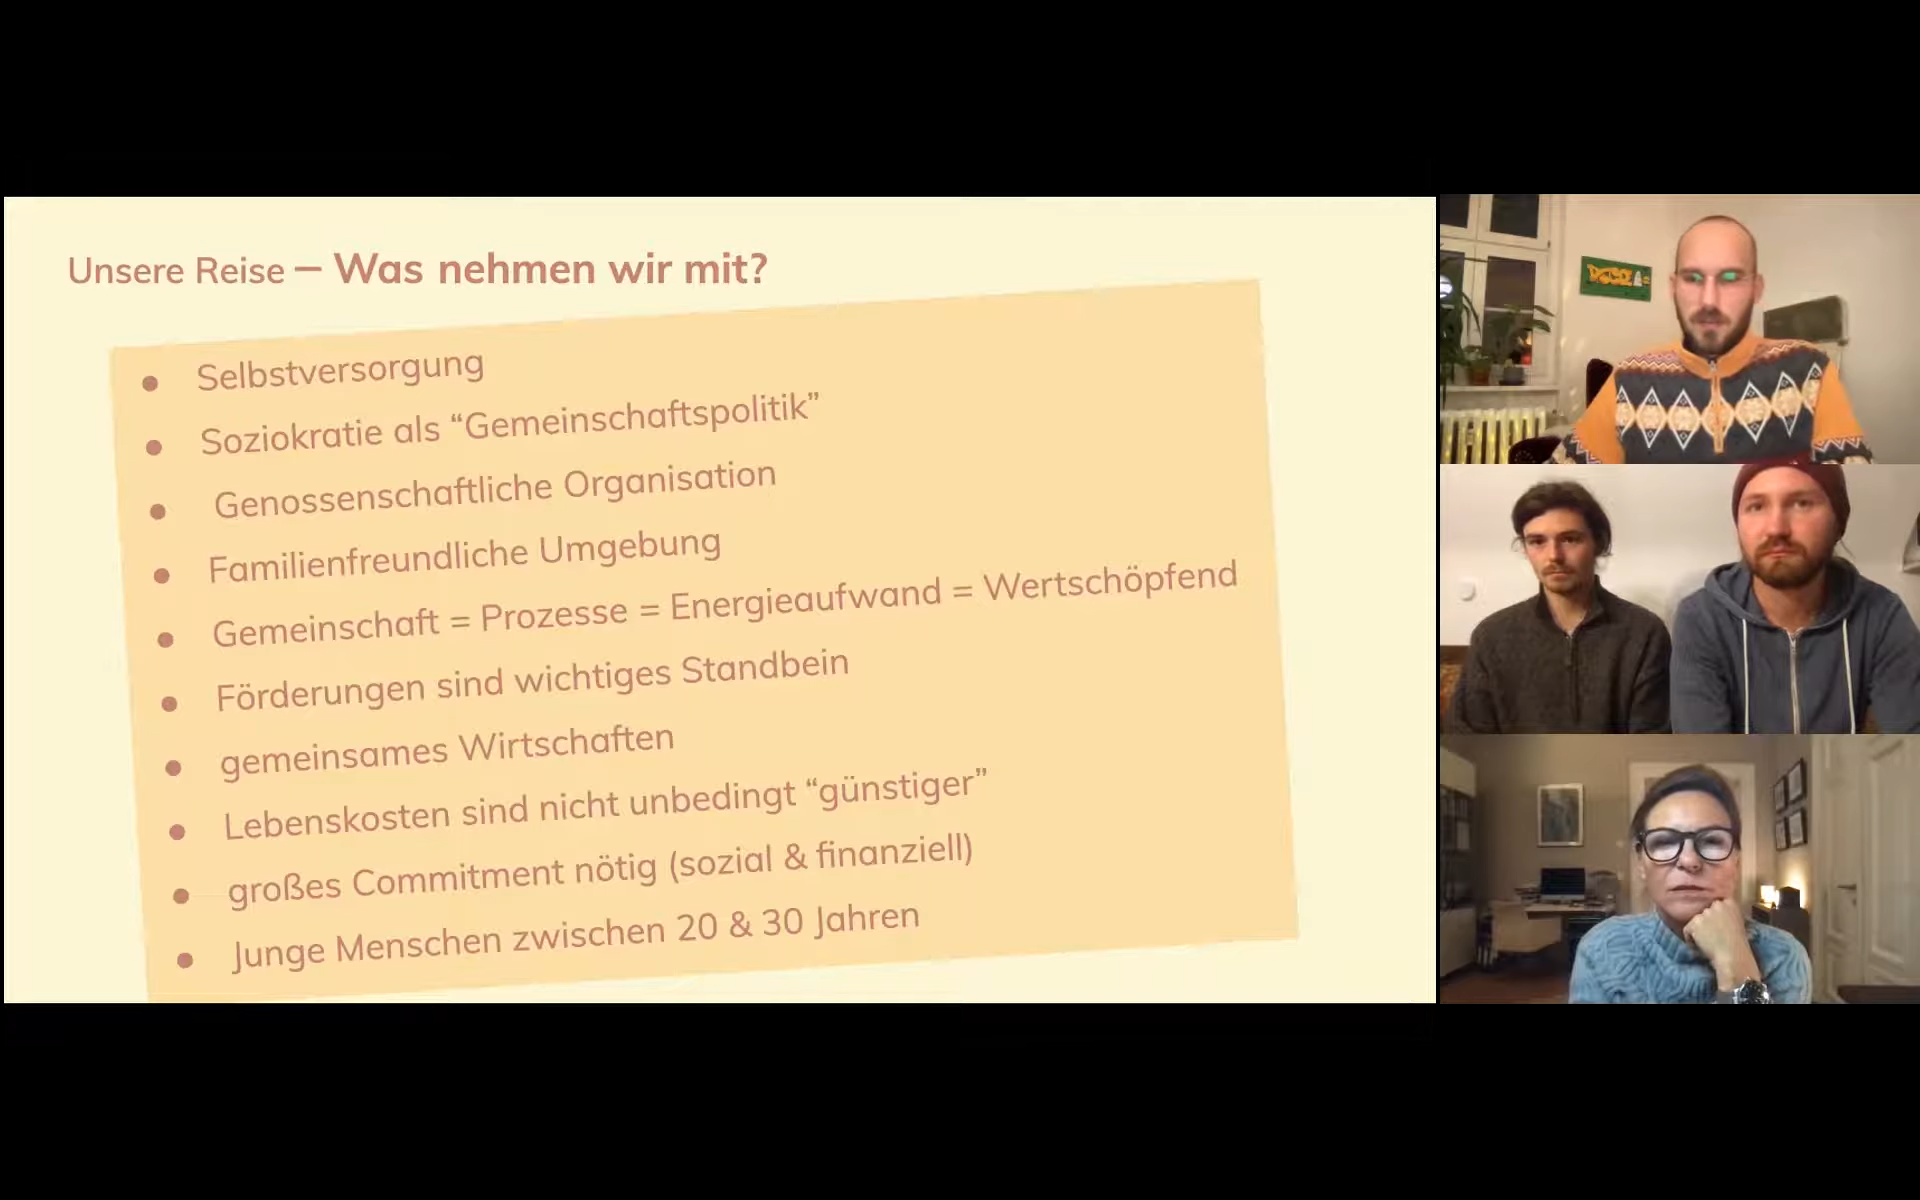 Unsere Reise – Was nehmen wir mit?
● Selbstversorgung
● Soziokratie als “Gemeinschaftspolitik”
● Genossenschaftliche Organisation
● Familienfreundliche Umgebung
● Gemeinschaft = Prozesse = Energieaufwand = Wertschöpfend
● Förderungen sind wichtiges Standbein
● gemeinsames Wirtschaften
● Lebenskosten sind nicht unbedingt “günstiger”
● großes Commitment nötig (sozial & finanziell)
● Junge Menschen zwischen 20 & 30 Jahren